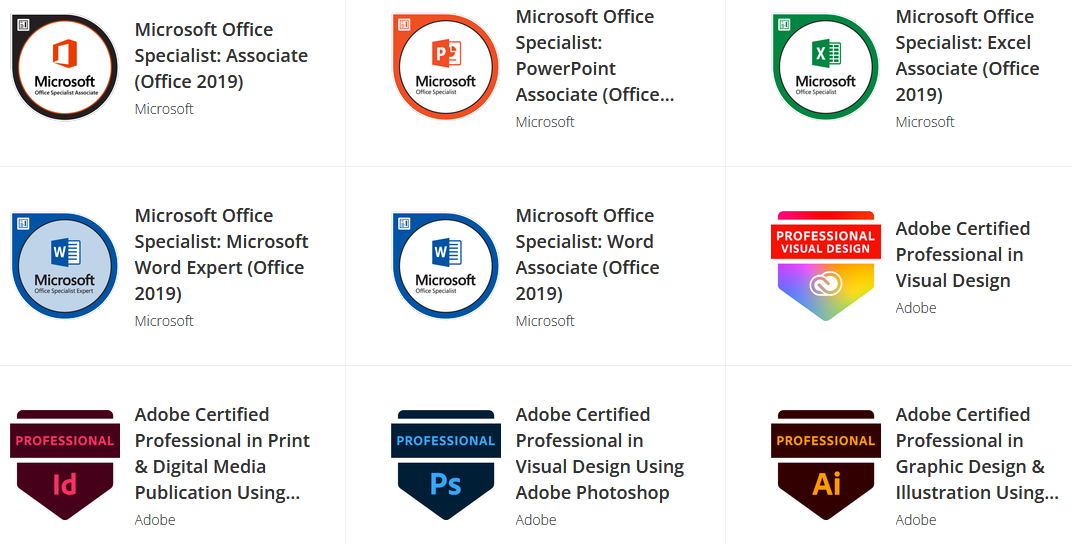 Microsoft
Office Specialist Associate
Microsoft Office
Specialist: Associate
(Office 2019)
Microsoft
P
Microsoft
Office Specialist
Microsoft Office
Specialist:
PowerPoint
Associate (Office...
Microsoft
X
Microsoft
Office Specialist
Microsoft Office
Specialist: Excel
Associate (Office
2019)
Microsoft
W
Microsoft
Office Specialist Expert
Microsoft Office
Specialist: Microsoft
Word Expert (Office
2019)
Microsoft
W
Microsoft
Office Specialist
Microsoft Office
Specialist: Word
Associate (Office
2019)
Microsoft
PROFESSIONAL
VISUAL DESIGN
Adobe Certified
Professional in
Visual Design
Adobe
PROFESSIONAL
Id
Adobe Certified
Professional in Print
& Digital Media
Publication Using...
Adobe
PROFESSIONAL
Ps
Adobe Certified
Professional in
Visual Design Using
Adobe Photoshop
Adobe
PROFESSIONAL
Ai
Adobe Certified
Professional in
Graphic Design &
Illustration Using...
Adobe